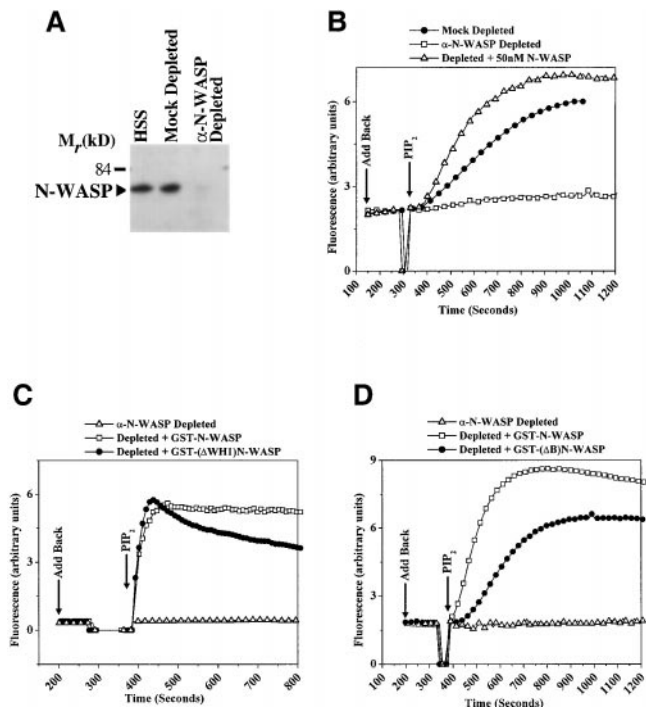 A
HSS
Mock Depleted
α-N-WASP
Depleted
Mr(kD)
84
N-WASP
B
Mock Depleted
α-N-WASP Depleted
Depleted + 50nM N-WASP
Fluorescence (arbitrary units)
6
3
0
Add Back
PIP2
100 200 300 400 500 600 700 800 900 1000 1100 1200
Time (Seconds)
C
α-N-WASP Depleted
Depleted + GST-N-WASP
Depleted + GST-(ΔWH1)N-WASP
Fluorescence (arbitrary units)
6
3
0
Add Back
PIP2
200 300 400 500 600 700 800
Time (Seconds)
D
α-N-WASP Depleted
Depleted + GST-N-WASP
Depleted + GST-(ΔB)N-WASP
Fluorescence (arbitrary units)
9
6
3
0
Add Back
PIP2
100 200 300 400 500 600 700 800 900 1000 1100 1200
Time (Seconds)